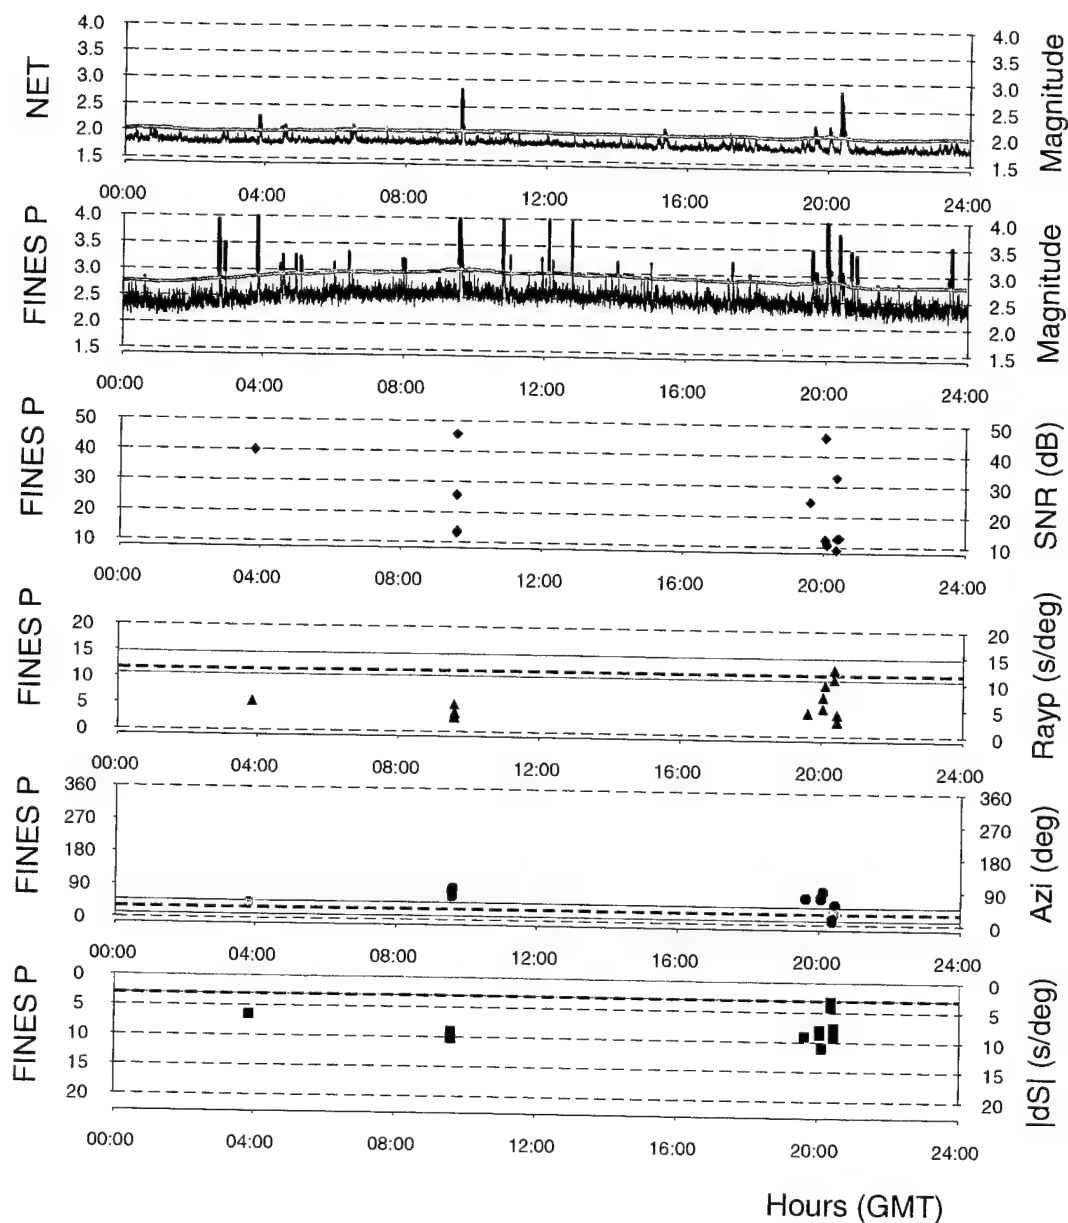 NET
4.0 3.5 3.0 2.5 2.0 1.5
4.0 3.5 3.0 2.5 2.0 1.5
Magnitude
00:00 04:00 08:00 12:00 16:00 20:00 24:00
FINES P
4.0 3.5 3.0 2.5 2.0 1.5
4.0 3.5 3.0 2.5 2.0 1.5
Magnitude
00:00 04:00 08:00 12:00 16:00 20:00 24:00
FINES P
50 40 30 20 10
50 40 30 20 10
SNR (dB)
00:00 04:00 08:00 12:00 16:00 20:00 24:00
FINES P
20 15 10 5 0
20 15 10 5 0
Rayp (s/deg)
00:00 04:00 08:00 12:00 16:00 20:00 24:00
FINES P
360 270 180 90 0
360 270 180 90 0
Azi (deg)
00:00 04:00 08:00 12:00 16:00 20:00 24:00
FINES P
0 5 10 15 20
0 5 10 15 20
|dS| (s/deg)
00:00 04:00 08:00 12:00 16:00 20:00 24:00
Hours (GMT)